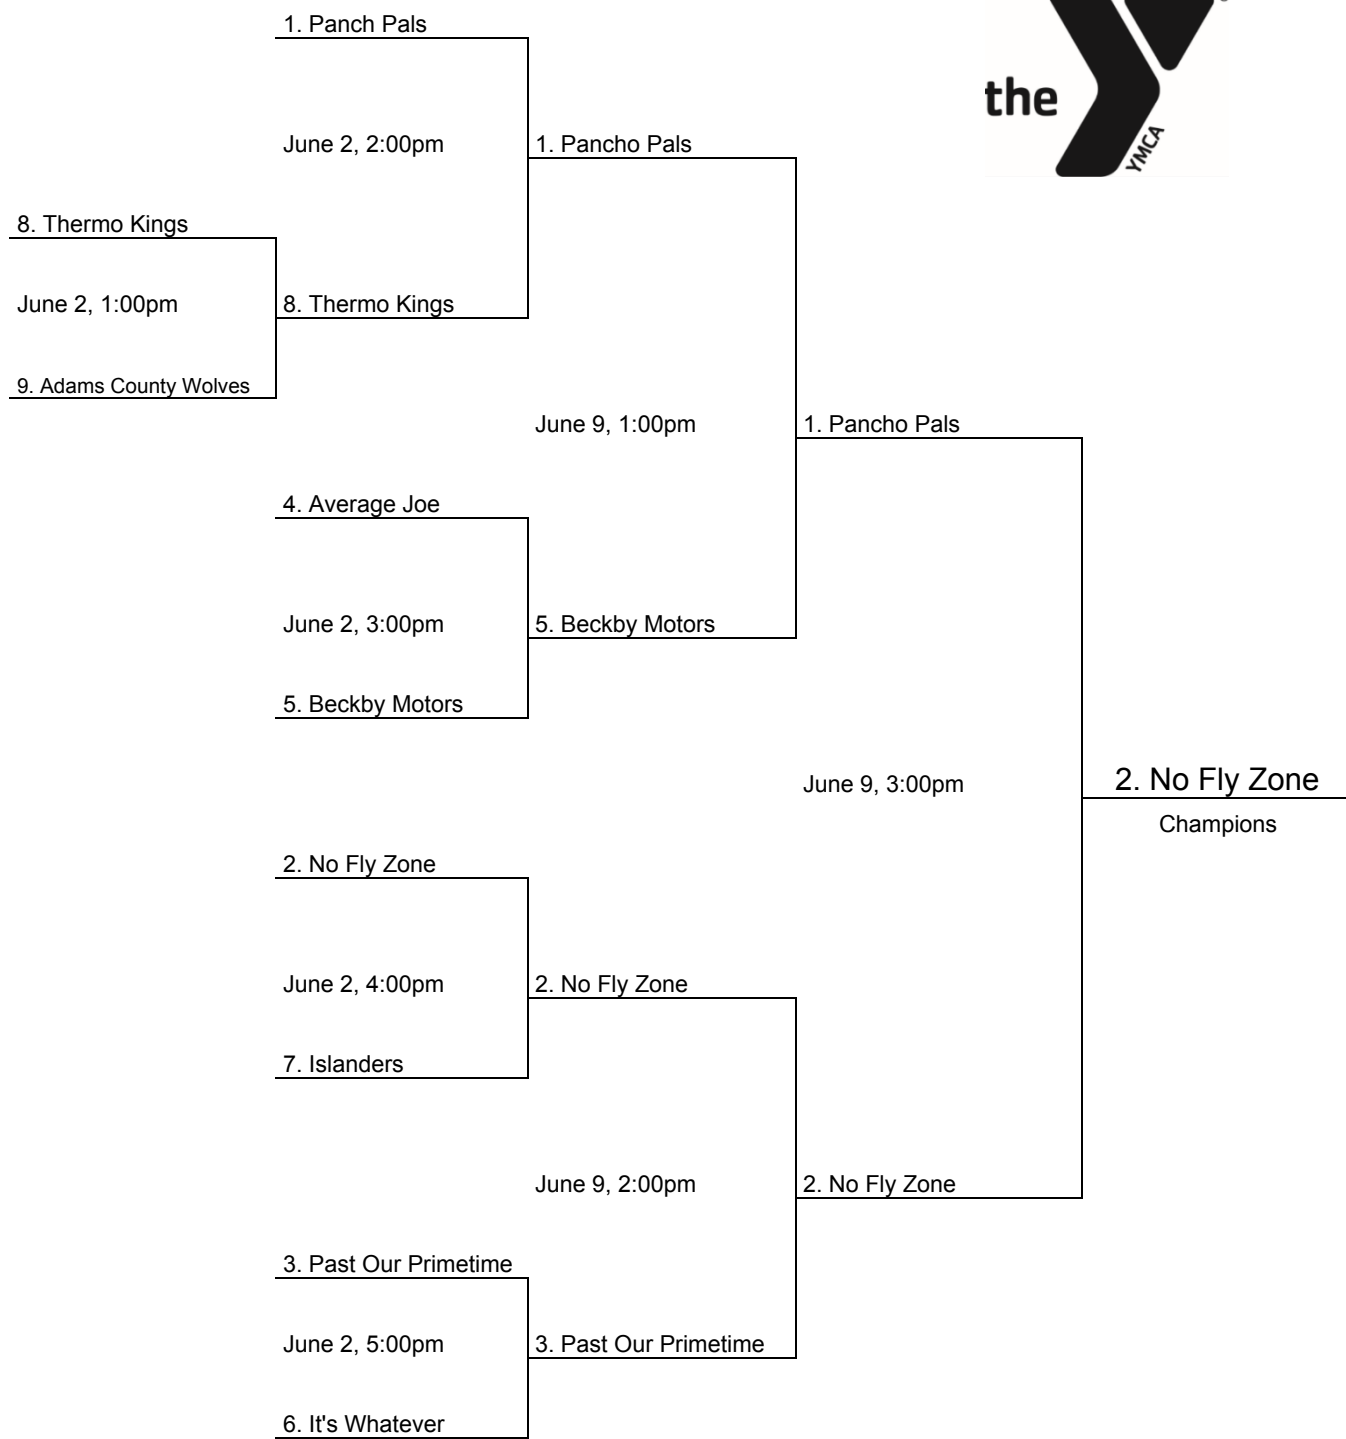 1. Panch Pals
the
YMCA
June 2, 2:00pm
1. Pancho Pals
8. Thermo Kings
June 2, 1:00pm
8. Thermo Kings
9. Adams County Wolves
June 9, 1:00pm
1. Pancho Pals
4. Average Joe
June 2, 3:00pm
5. Beckby Motors
5. Beckby Motors
June 9, 3:00pm
2. No Fly Zone
Champions
2. No Fly Zone
June 2, 4:00pm
2. No Fly Zone
7. Islanders
June 9, 2:00pm
2. No Fly Zone
3. Past Our Primetime
June 2, 5:00pm
3. Past Our Primetime
6. It's Whatever